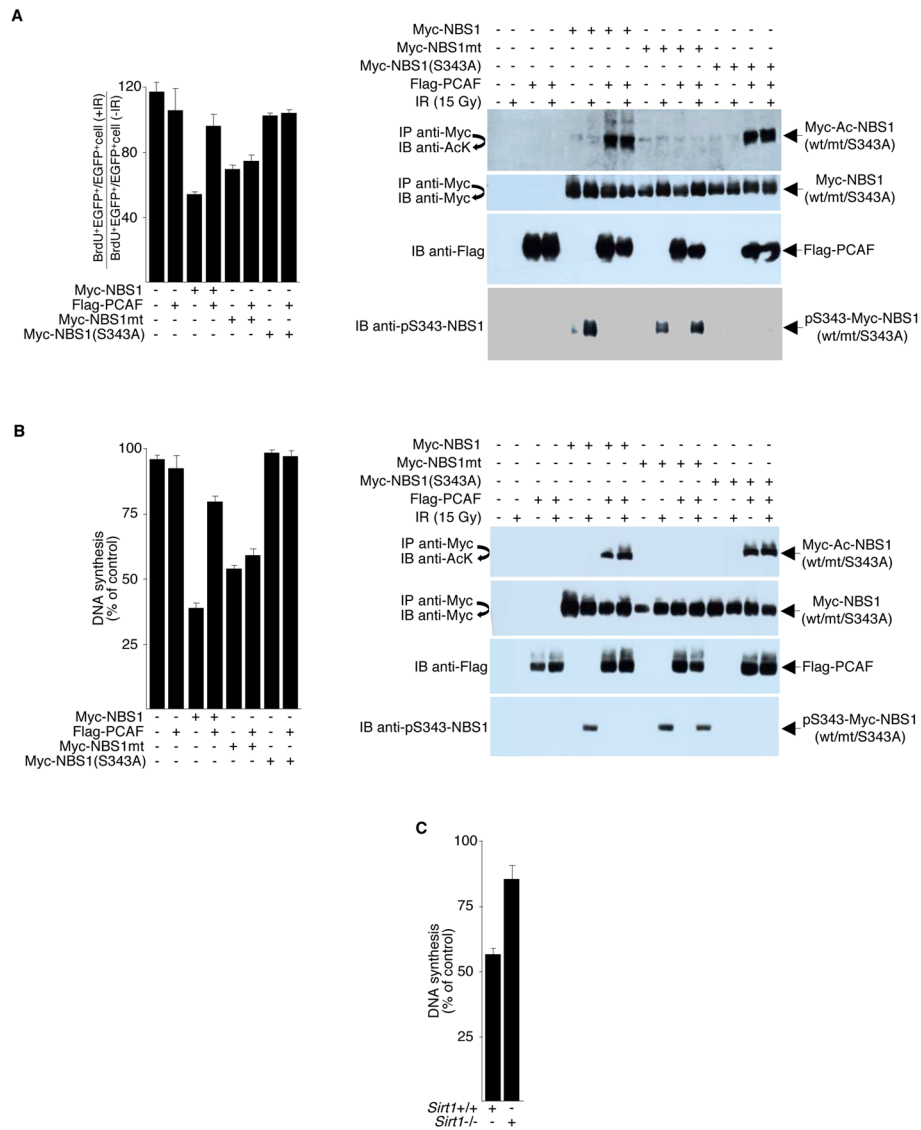 A
BrdU+EGFP+/EGFP+cell (+IR)
BrdU+EGFP+/EGFP+cell (-IR)
120
80
40
Myc-NBS1 - - + + - - - -
Flag-PCAF - + - + - + - +
Myc-NBS1mt - - - - + + - -
Myc-NBS1(S343A) - - - - - - + +
Myc-NBS1 - - - - + + + + - - - - - - - -
Myc-NBS1mt - - - - - - - - + + + + - - - -
Myc-NBS1(S343A) - - - - - - - - - - - - + + + +
Flag-PCAF - - + + - - + + - - + + - - + +
IR (15 Gy) - + - + - + - + - + - + - + - +
IP anti-Myc
IB anti-AcK
Myc-Ac-NBS1
(wt/mt/S343A)
IP anti-Myc
IB anti-Myc
Myc-NBS1
(wt/mt/S343A)
IB anti-Flag
Flag-PCAF
IB anti-pS343-NBS1
pS343-Myc-NBS1
(wt/mt/S343A)
B
DNA synthesis
(% of control)
100
75
50
25
Myc-NBS1 - - + + - - - -
Flag-PCAF - + - + - + - +
Myc-NBS1mt - - - - + + - -
Myc-NBS1(S343A) - - - - - - + +
Myc-NBS1 - - - - + + + + - - - - - - - -
Myc-NBS1mt - - - - - - - - + + + + - - - -
Myc-NBS1(S343A) - - - - - - - - - - - - + + + +
Flag-PCAF - - + + - - + + - - + + - - + +
IR (15 Gy) - + - + - + - + - + - + - + - +
IP anti-Myc
IB anti-AcK
Myc-Ac-NBS1
(wt/mt/S343A)
IP anti-Myc
IB anti-Myc
Myc-NBS1
(wt/mt/S343A)
IB anti-Flag
Flag-PCAF
IB anti-pS343-NBS1
pS343-Myc-NBS1
(wt/mt/S343A)
C
DNA synthesis
(% of control)
100
75
50
25
Sirt1+/+ + -
Sirt1-/- - +